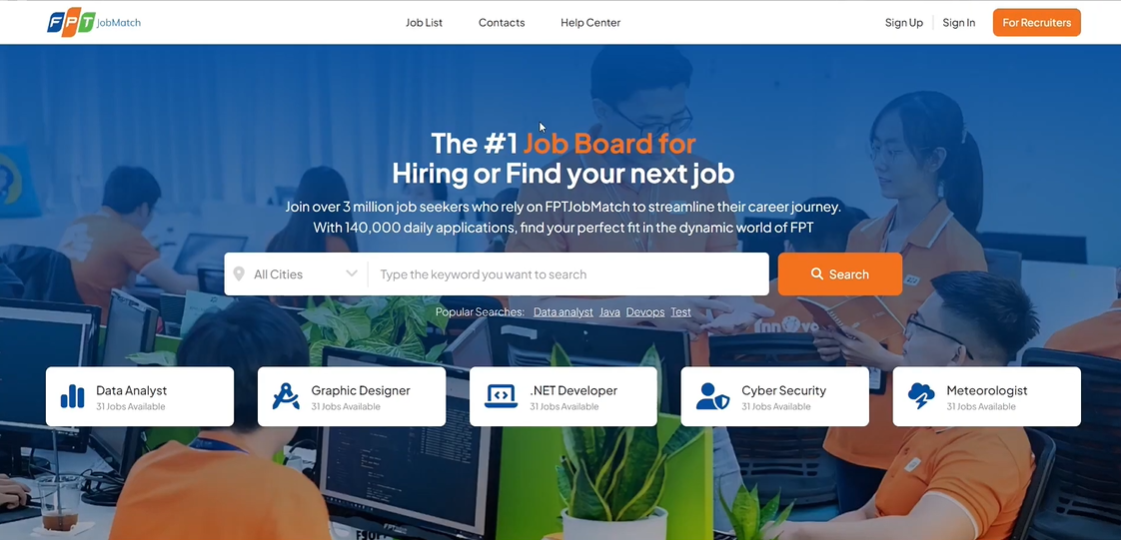 FPT JobMatch
Job List
Contacts
Help Center
Sign Up
Sign In
For Recruiters
The #1 Job Board for
Hiring or Find your next job
Join over 3 million job seekers who rely on FPTJobMatch to streamline their career journey.
With 140,000 daily applications, find your perfect fit in the dynamic world of FPT
All Cities
Type the keyword you want to search
Search
Popular Searches: Data analyst Java Devops Test
Innove
Data Analyst
31 Jobs Available
Graphic Designer
31 Jobs Available
.NET Developer
31 Jobs Available
Cyber Security
31 Jobs Available
Meteorologist
31 Jobs Available